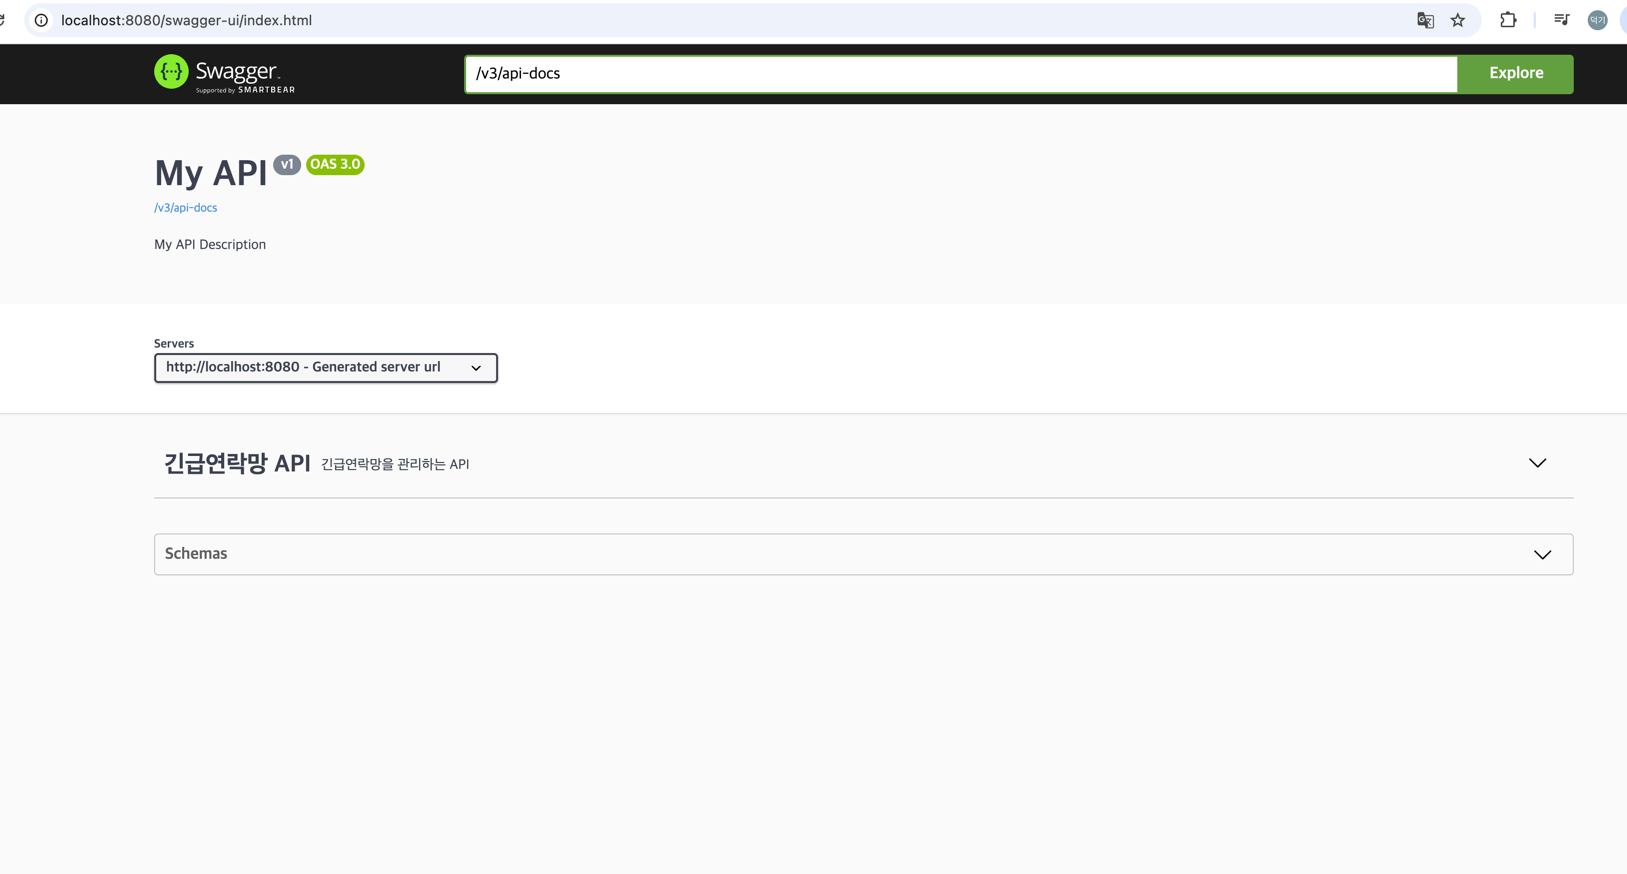 localhost:8080/swagger-ui/index.html
덕기
Swagger
Supported by SMARTBEAR
/v3/api-docs
Explore
My API v1 OAS 3.0
/v3/api-docs
My API Description
Servers
http://localhost:8080 - Generated server url
긴급연락망 API 긴급연락망을 관리하는 API
Schemas